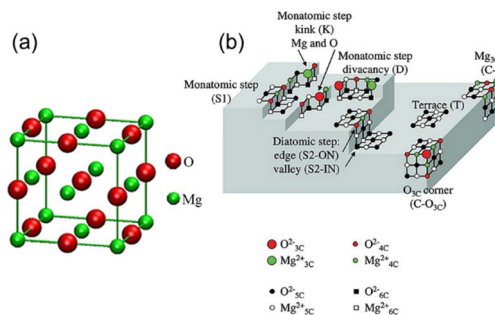 (a)
O
Mg
(b)
Monatomic step
kink (K)
Mg and O
Monatomic step
(S1)
Monatomic step
divacancy (D)
Terrace (T)
Diatomic step:
edge (S2-ON)
valley (S2-IN)
Mg3C
(C-
O3C corner
(C-O3C)
O2-3C
Mg2+3C
O2-4C
Mg2+4C
O2-5C
Mg2+5C
O2-6C
Mg2+6C